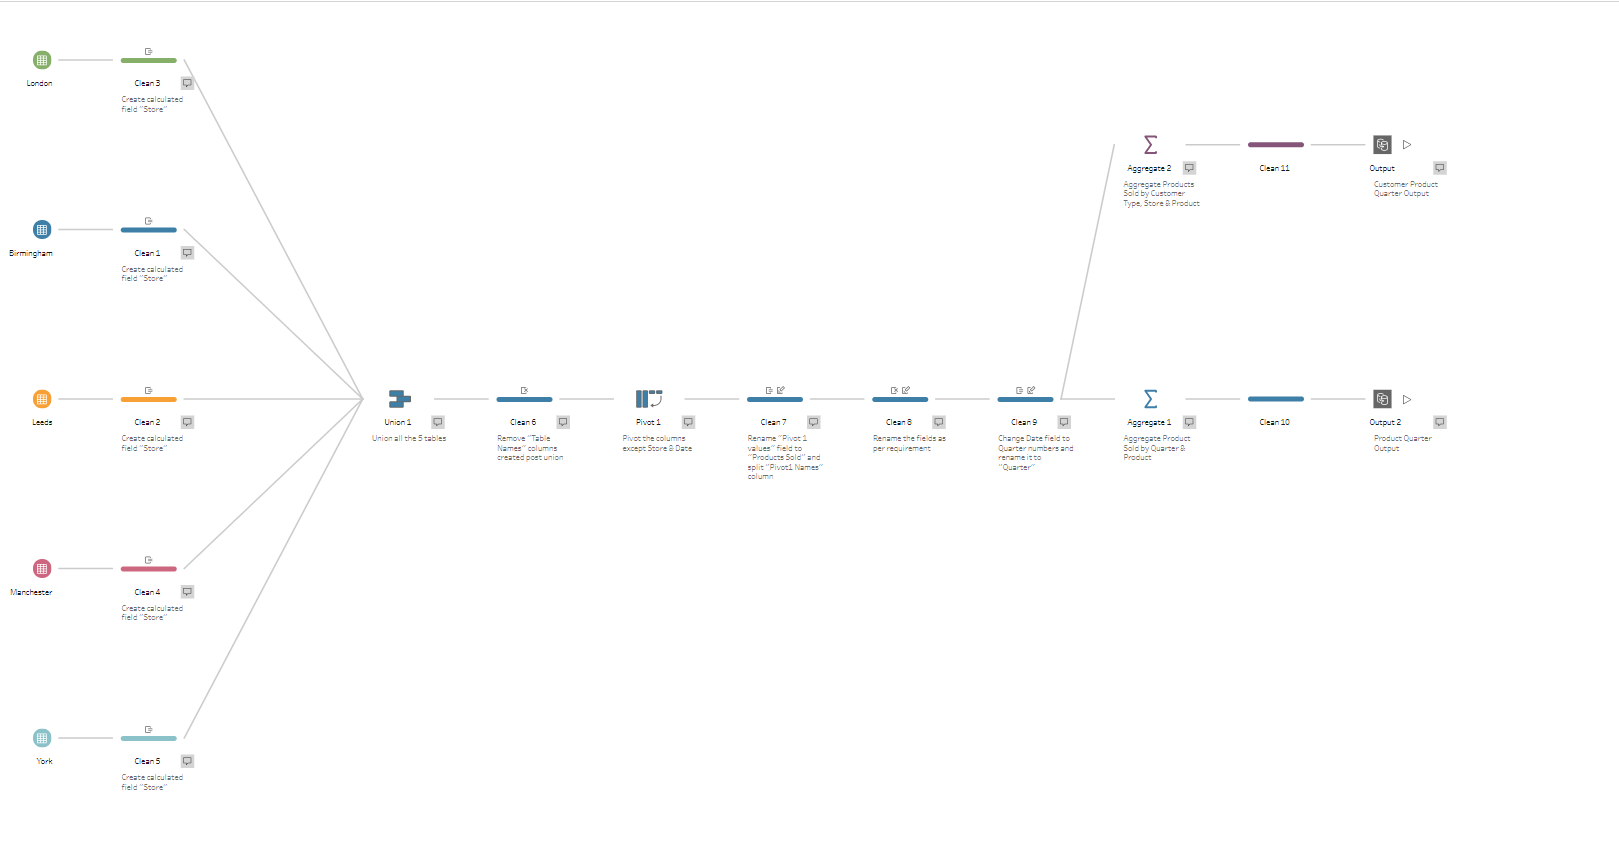 London
Clean 3
Create calculated
field "Store"
Birmingham
Clean 1
Create calculated
field "Store"
Leeds
Clean 2
Create calculated
field "Store"
Manchester
Clean 4
Create calculated
field "Store"
York
Clean 5
Create calculated
field "Store"
Union 1
Union all the 5 tables
Clean 6
Remove "Table
Names" columns
created post union
Pivot 1
Pivot the columns
except Store & Date
Clean 7
Rename "Pivot 1
values" field to
"Products Sold" and
split "Pivot1 Names"
column
Clean 8
Rename the fields as
per requirement
Clean 9
Change Date field to
Quarter numbers and
rename it to
"Quarter"
Aggregate 2
Aggregate Products
Sold by Customer
Type, Store & Product
Clean 11
Output
Customer Product
Quarter Output
Aggregate 1
Aggregate Product
Sold by Quarter &
Product
Clean 10
Output 2
Product Quarter
Output